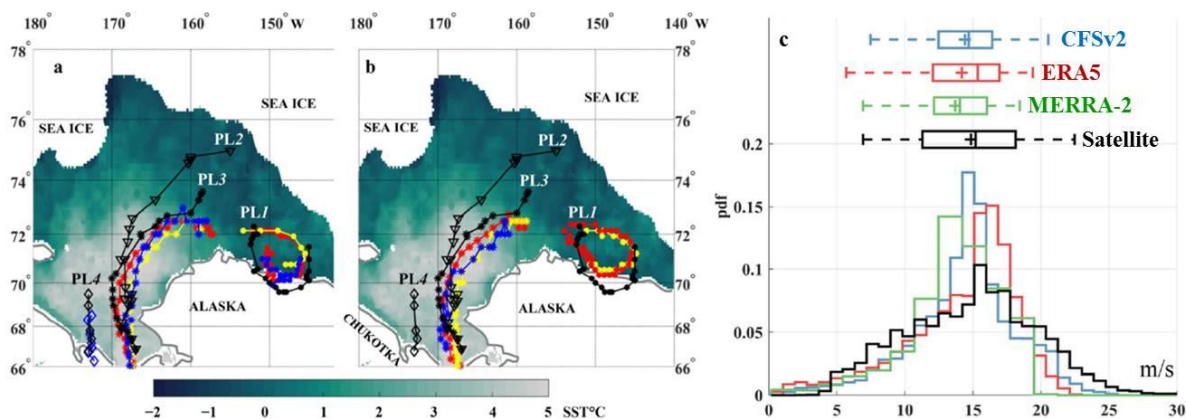 180° 170° 160° 150° W
180° 170° 160° 150° 140° W
a
78°
SEA ICE
SEA ICE
76°
PL2
74°
PL3
PL1
72°
PL4
70°
ALASKA
68°
66°
b
78°
SEA ICE
SEA ICE
76°
PL2
74°
PL3
PL1
72°
PL4
70°
ALASKA
68°
CHUKOTKA
66°
−2 −1 0 1 2 3 4 5 SST°C
c
CFSv2
ERA5
MERRA-2
Satellite
0.2
pdf
0.15
0.1
0.05
m/s
0 5 10 15 20 25 30